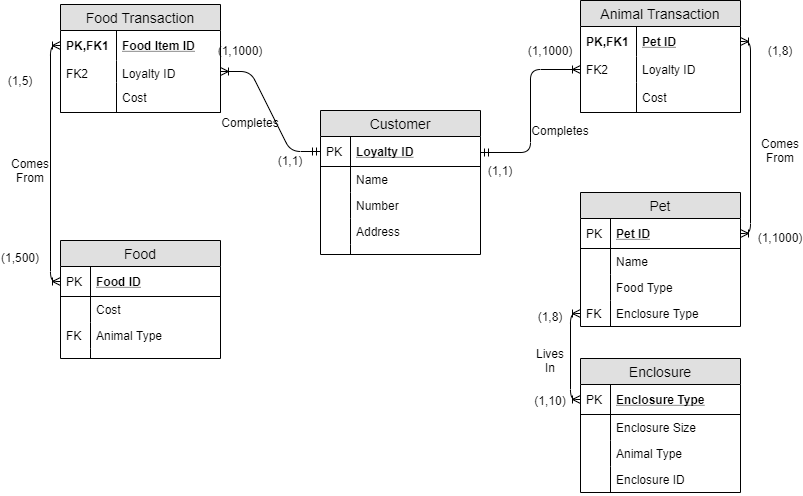 Food Transaction
PK,FK1 Food Item ID
FK2 Loyalty ID
Cost
(1,5)
(1,1000)
Completes
(1,1)
Comes
From
(1,500)
Food
PK Food ID
Cost
FK Animal Type
Customer
PK Loyalty ID
Name
Number
Address
Animal Transaction
PK,FK1 Pet ID
FK2 Loyalty ID
Cost
(1,1000)
Completes
(1,1)
(1,8)
Comes
From
(1,1000)
Pet
PK Pet ID
Name
Food Type
FK Enclosure Type
(1,8)
Lives
In
(1,10)
Enclosure
PK Enclosure Type
Enclosure Size
Animal Type
Enclosure ID